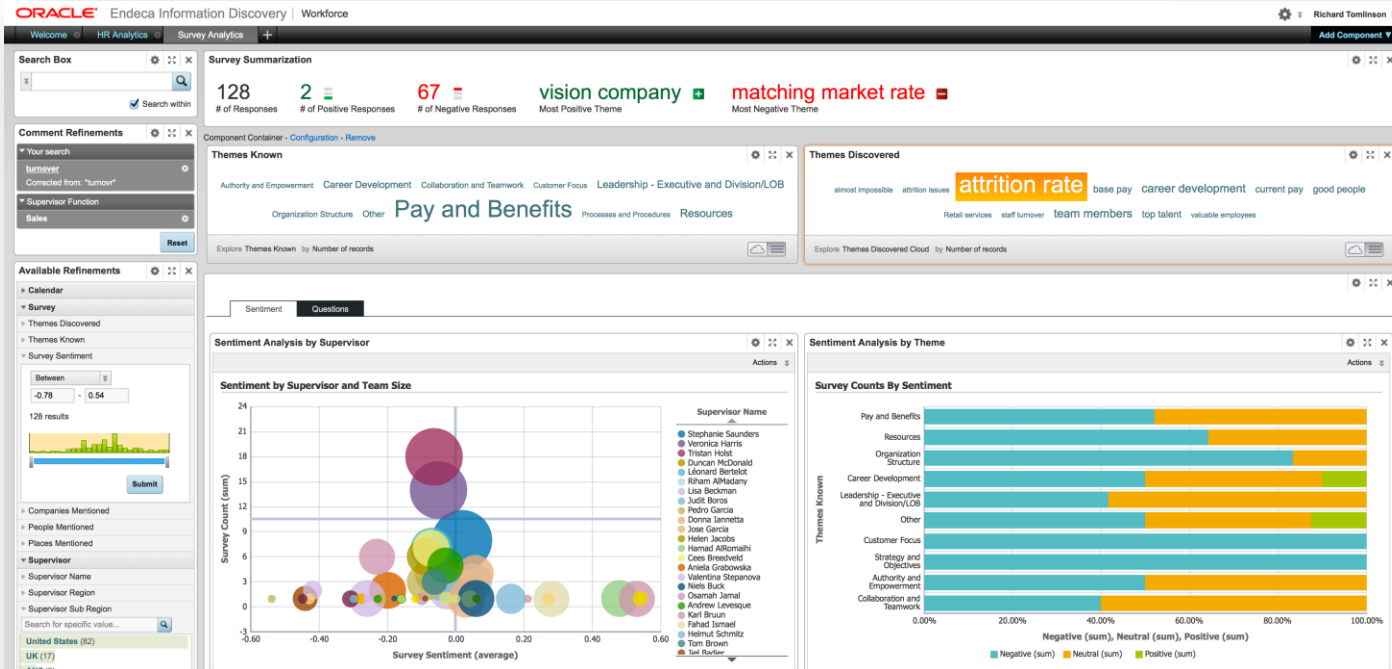 ORACLE Endeca Information Discovery | Workforce
Richard Tomlinson
Welcome
HR Analytics
Survey Analytics
+
Add Component
Search Box
Search within
Comment Refinements
Your search
turnover
Corrected from: "turnovr"
Supervisor Function
Sales
Reset
Available Refinements
Calendar
Survey
Themes Discovered
Themes Known
Survey Sentiment
Between
-0.78 - 0.54
128 results
Submit
Companies Mentioned
People Mentioned
Places Mentioned
Supervisor
Supervisor Name
Supervisor Region
Supervisor Sub Region
Search for specific value...
United States (82)
UK (17)
Survey Summarization
128
# of Responses
2
# of Positive Responses
67
# of Negative Responses
vision company
Most Positive Theme
matching market rate
Most Negative Theme
Component Container - Configuration - Remove
Themes Known
Authority and Empowerment Career Development Collaboration and Teamwork Customer Focus Leadership - Executive and Division/LOB
Organization Structure Other Pay and Benefits Processes and Procedures Resources
Explore Themes Known by Number of records
Themes Discovered
almost impossible attrition issues attrition rate base pay career development current pay good people
Retail services staff turnover team members top talent valuable employees
Explore Themes Discovered Cloud by Number of records
Sentiment
Questions
Sentiment Analysis by Supervisor
Actions
Sentiment by Supervisor and Team Size
Survey Count (sum)
24
21
18
15
12
9
6
3
0
-3
-0.60 -0.40 -0.20 0.00 0.20 0.40 0.60
Survey Sentiment (average)
Supervisor Name
Stephanie Saunders
Veronica Harris
Tristan Holst
Duncan McDonald
Léonard Bertelot
Riham AlMadany
Lisa Beckman
Judit Boros
Pedro Garcia
Donna Iannetta
Jose Garcia
Helen Jacobs
Hamad AlRomaihi
Cees Breedveld
Aniela Grabowska
Valentina Stepanova
Niels Buck
Osamah Jamal
Andrew Levesque
Karl Bruun
Fahad Ismael
Helmut Schmitz
Tom Brown
Sentiment Analysis by Theme
Actions
Survey Counts By Sentiment
Themes Known
Pay and Benefits
Resources
Organization
Structure
Career Development
Leadership - Executive
and Division/LOB
Other
Customer Focus
Strategy and
Objectives
Authority and
Empowerment
Collaboration and
Teamwork
0.00% 20.00% 40.00% 60.00% 80.00% 100.00%
Negative (sum), Neutral (sum), Positive (sum)
Negative (sum) Neutral (sum) Positive (sum)